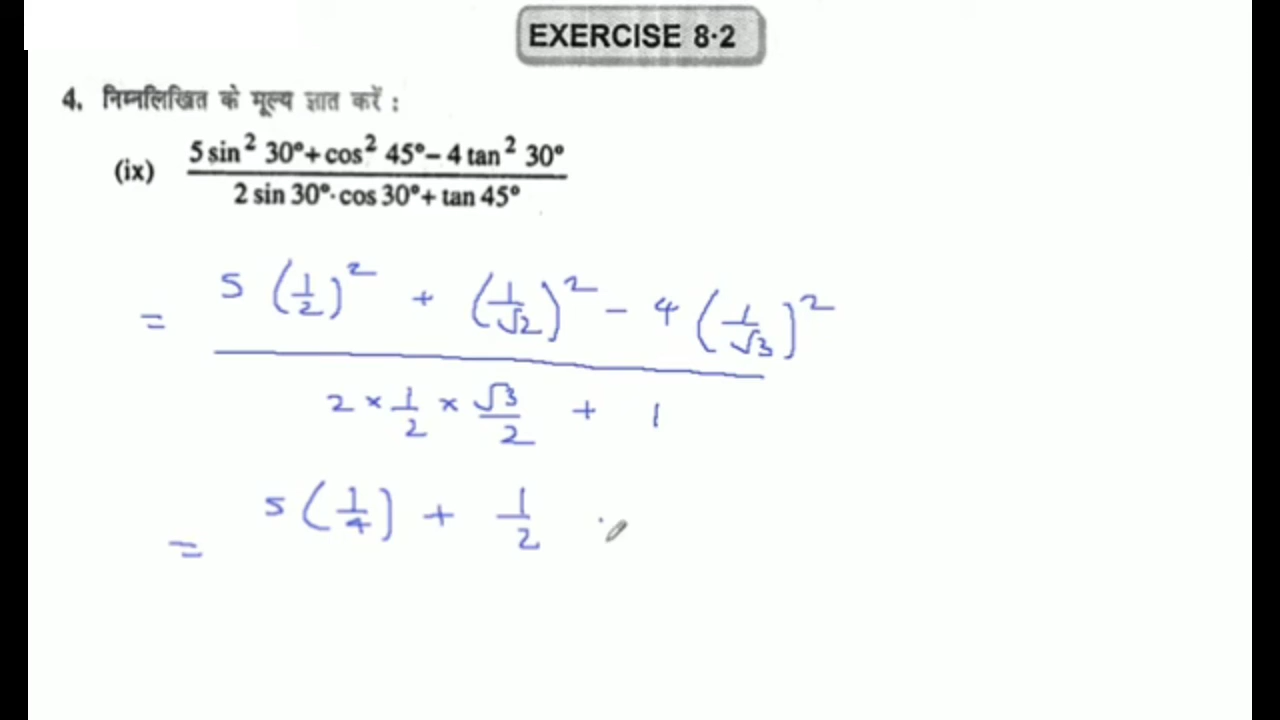 EXERCISE 8·2
4. निम्नलिखित के मूल्य ज्ञात करें :
(ix) 5 sin² 30° + cos² 45° – 4 tan² 30°
2 sin 30° · cos 30° + tan 45°
= 5 (1/2)² + (1/√2)² – 4 (1/√3)²
2 × 1/2 × √3/2 + 1
= 5 (1/4) + 1/2